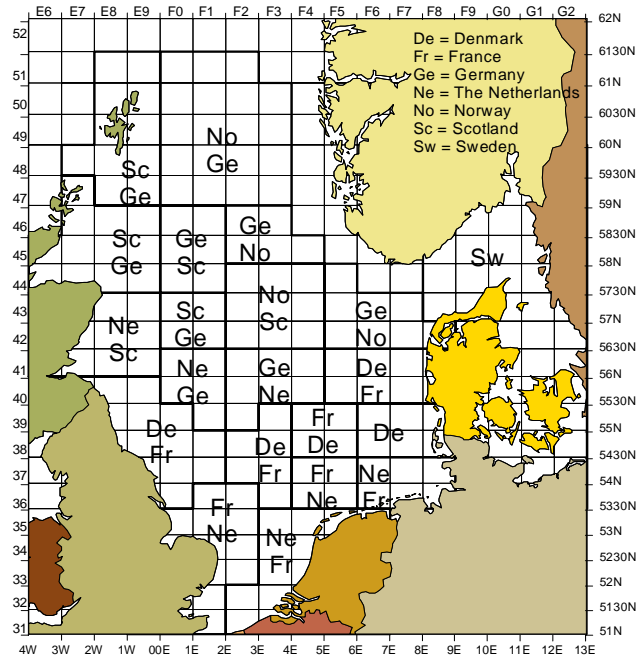 E6 E7 E8 E9 F0 F1 F2 F3 F4 F5 F6 F7 F8 F9 G0 G1 G2
62N
52
De = Denmark
6130N
Fr = France
51
Ge = Germany
61N
Ne = The Netherlands
50
No = Norway
6030N
Sc = Scotland
49
No
Sw = Sweden
60N
48
Sc
Ge
5930N
47
Ge
59N
46
Sc
Ge
Ge
5830N
45
Ge
Sc
No
Sw
58N
44
No
5730N
43
Ne
Sc
Sc
Ge
57N
42
Sc
Ge
No
5630N
41
Ne
Ge
De
56N
40
Ge
Ne
Fr
5530N
39
De
Fr
De
55N
38
Fr
De
De
5430N
37
Fr
Fr
Ne
54N
36
Fr
Ne
Fr
5330N
35
Ne
Ne
53N
34
Fr
5230N
33
52N
32
5130N
31
51N
4W 3W 2W 1W 00E 1E 2E 3E 4E 5E 6E 7E 8E 9E 10E 11E 12E 13E